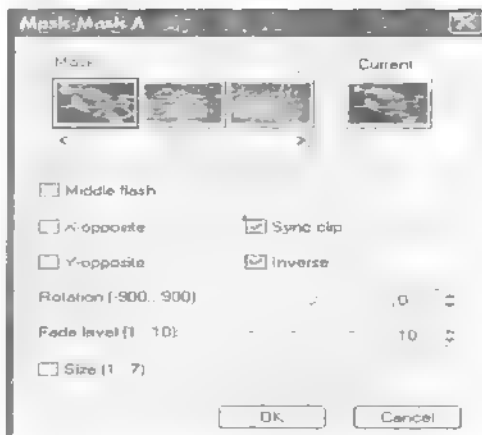 Mask-Mask A
Mask
Current
Middle flash
X-opposite
Sync clip
Y-opposite
Inverse
Rotation (-900.. 900)
0
Fade level (1   10):
10
Size (1   7)
OK
Cancel